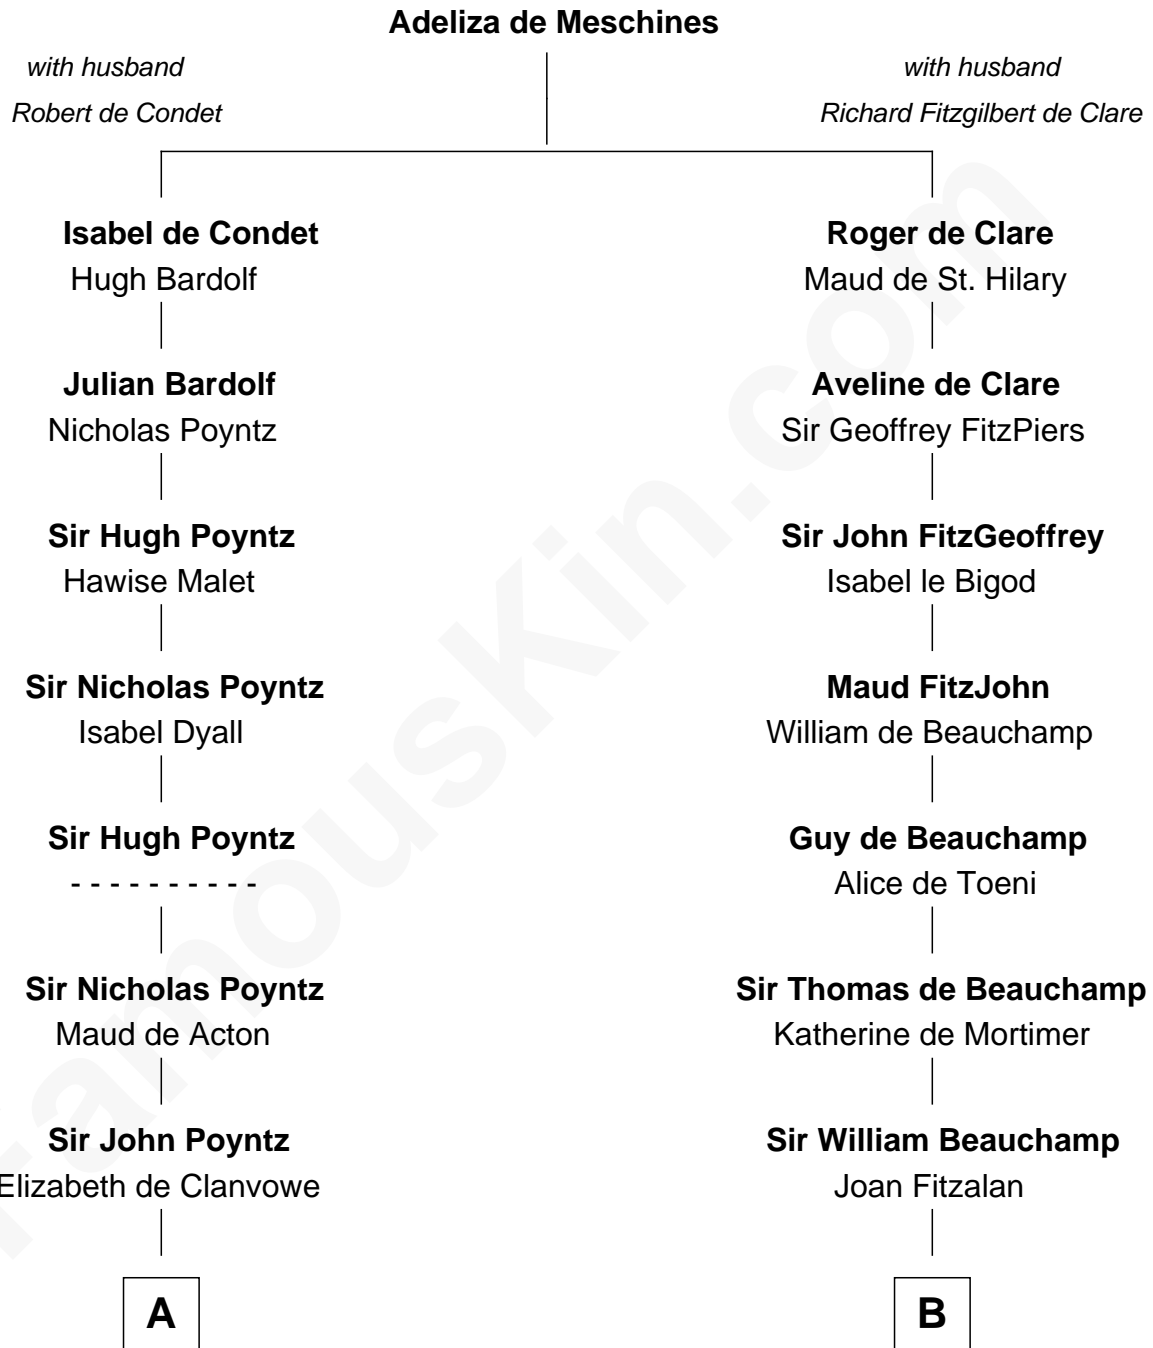 Adeliza de Meschines
with husband
Robert de Condet
with husband
Richard Fitzgilbert de Clare
Isabel de Condet
Hugh Bardolf
Roger de Clare
Maud de St. Hilary
Julian Bardolf
Nicholas Poyntz
Aveline de Clare
Sir Geoffrey FitzPiers
Sir Hugh Poyntz
Hawise Malet
Sir John FitzGeoffrey
Isabel le Bigod
Sir Nicholas Poyntz
Isabel Dyall
Maud FitzJohn
William de Beauchamp
Sir Hugh Poyntz
- - - - - - - - - -
Guy de Beauchamp
Alice de Toeni
Sir Nicholas Poyntz
Maud de Acton
Sir Thomas de Beauchamp
Katherine de Mortimer
Sir John Poyntz
Elizabeth de Clanvowe
Sir William Beauchamp
Joan Fitzalan
A
B
FamousKin.com